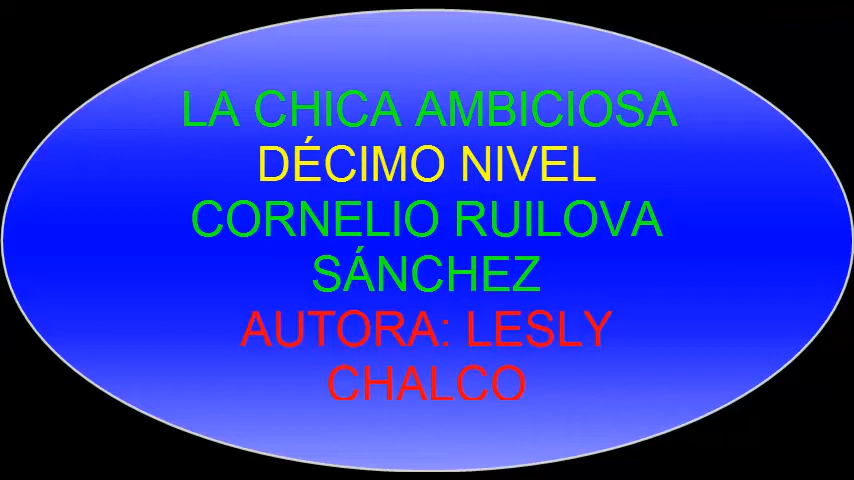 LA CHICA AMBICIOSA
DÉCIMO NIVEL
CORNELIO RUILOVA
SÁNCHEZ
AUTORA: LESLY
CHALCO